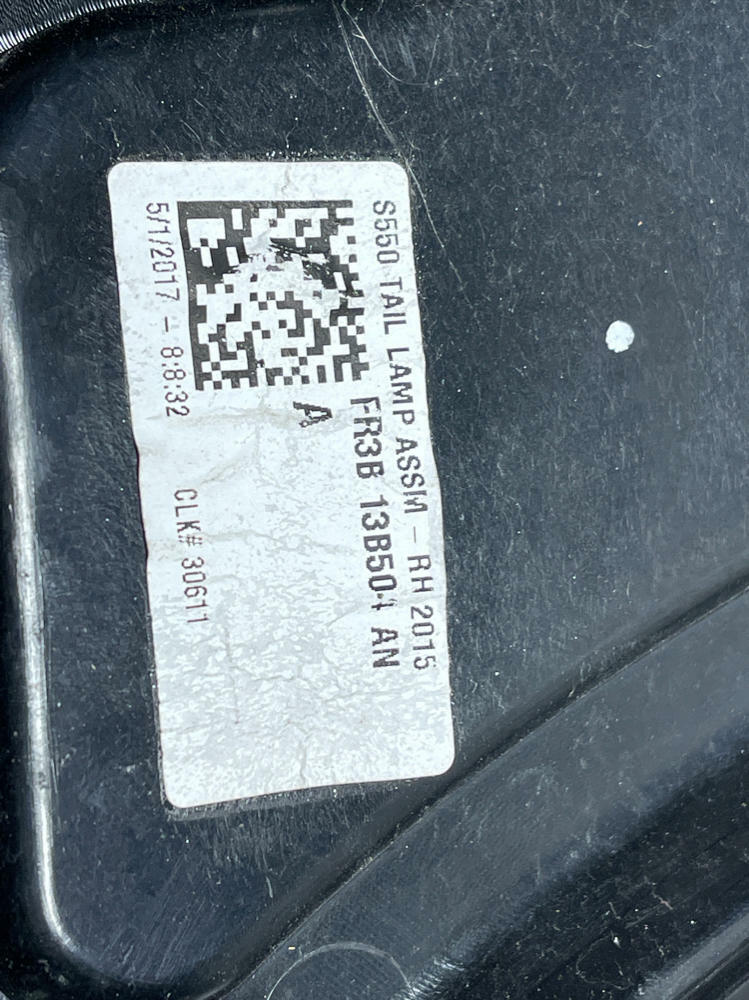 S550 TAIL LAMP ASSM - RH 2015
FR3B 13B504 AN
A
5/1/2017 - 8:8:32 CLK# 30611